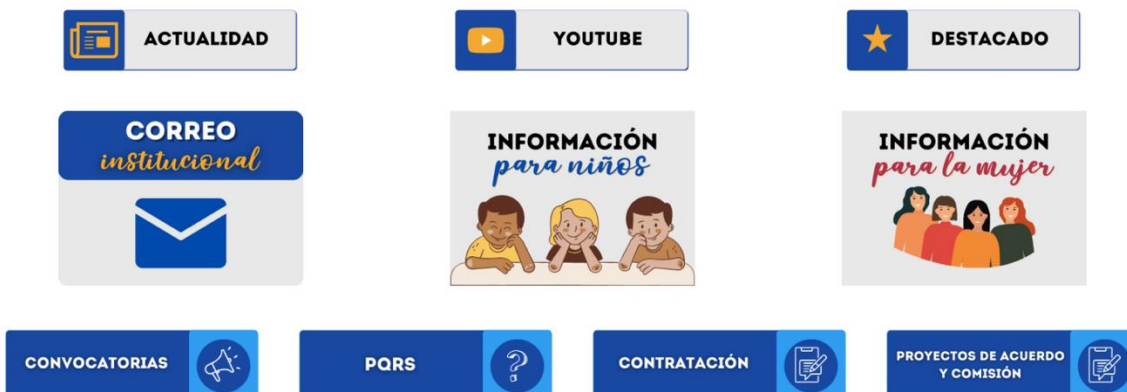 ACTUALIDAD
YOUTUBE
DESTACADO
CORREO
institucional
INFORMACIÓN
para niños
INFORMACIÓN
para la mujer
CONVOCATORIAS
PQRS
?
CONTRATACIÓN
PROYECTOS DE ACUERDO
Y COMISIÓN